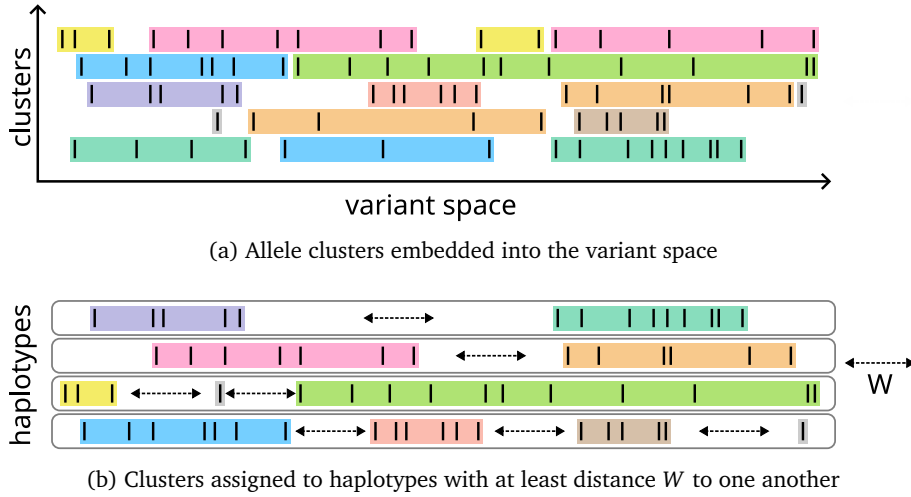 clusters
variant space
(a) Allele clusters embedded into the variant space
haplotypes
W
(b) Clusters assigned to haplotypes with at least distance W to one another